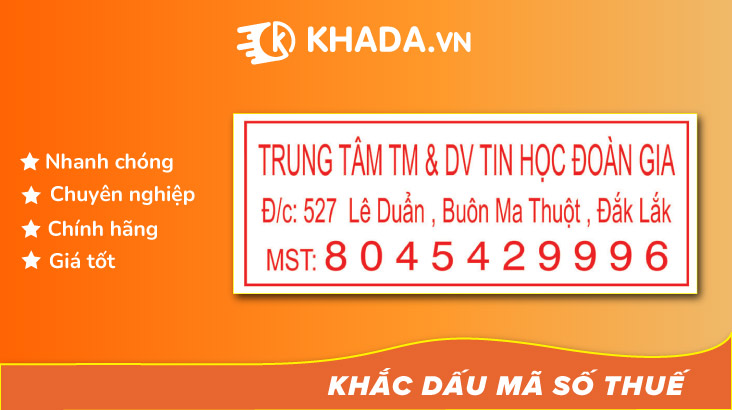 KHADA.VN
Nhanh chóng
Chuyên nghiệp
Chính hãng
Giá tốt
TRUNG TÂM TM & DV TIN HỌC ĐOÀN GIA
Đ/c: 527 Lê Duẩn , Buôn Ma Thuột , Đắk Lắk
MST: 8045429996
KHẮC DẤU MÃ SỐ THUẾ